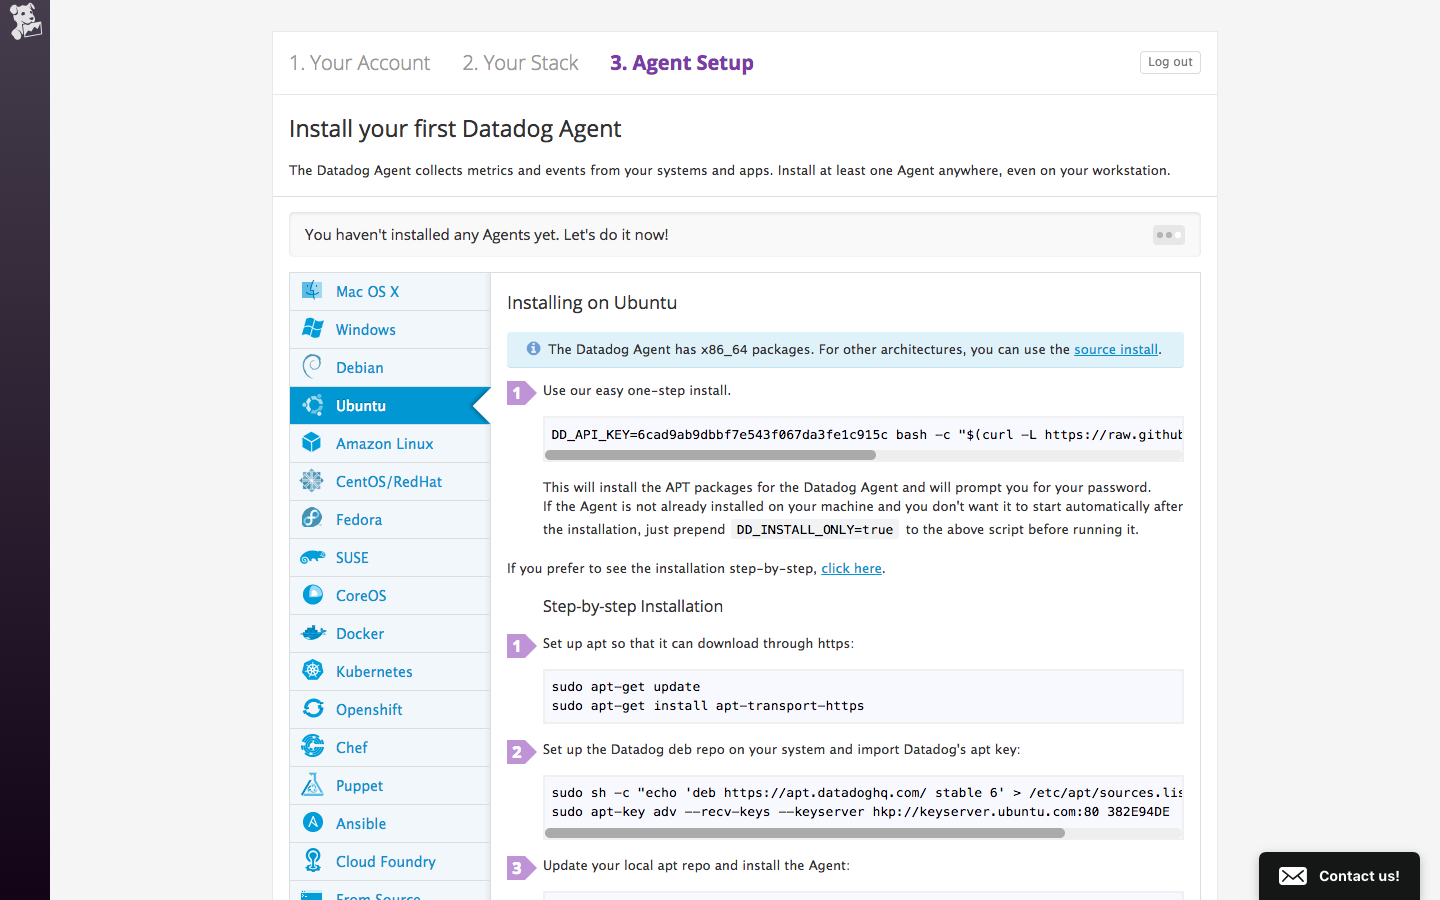 1. Your Account 2. Your Stack 3. Agent Setup Log out
Install your first Datadog Agent
The Datadog Agent collects metrics and events from your systems and apps. Install at least one Agent anywhere, even on your workstation.
You haven't installed any Agents yet. Let's do it now!
Mac OS X
Windows
Debian
Ubuntu
Amazon Linux
CentOS/RedHat
Fedora
SUSE
CoreOS
Docker
Kubernetes
Openshift
Chef
Puppet
Ansible
Cloud Foundry
From Source
Installing on Ubuntu
The Datadog Agent has x86_64 packages. For other architectures, you can use the source install.
1 Use our easy one-step install.
DD_API_KEY=6cad9ab9dbbf7e543f067da3fe1c915c bash -c "$(curl -L https://raw.github
This will install the APT packages for the Datadog Agent and will prompt you for your password.
If the Agent is not already installed on your machine and you don't want it to start automatically after
the installation, just prepend DD_INSTALL_ONLY=true to the above script before running it.
If you prefer to see the installation step-by-step, click here.
Step-by-step Installation
1 Set up apt so that it can download through https:
sudo apt-get update
sudo apt-get install apt-transport-https
2 Set up the Datadog deb repo on your system and import Datadog's apt key:
sudo sh -c "echo 'deb https://apt.datadoghq.com/ stable 6' > /etc/apt/sources.lis
sudo apt-key adv --recv-keys --keyserver hkp://keyserver.ubuntu.com:80 382E94DE
3 Update your local apt repo and install the Agent:
Contact us!